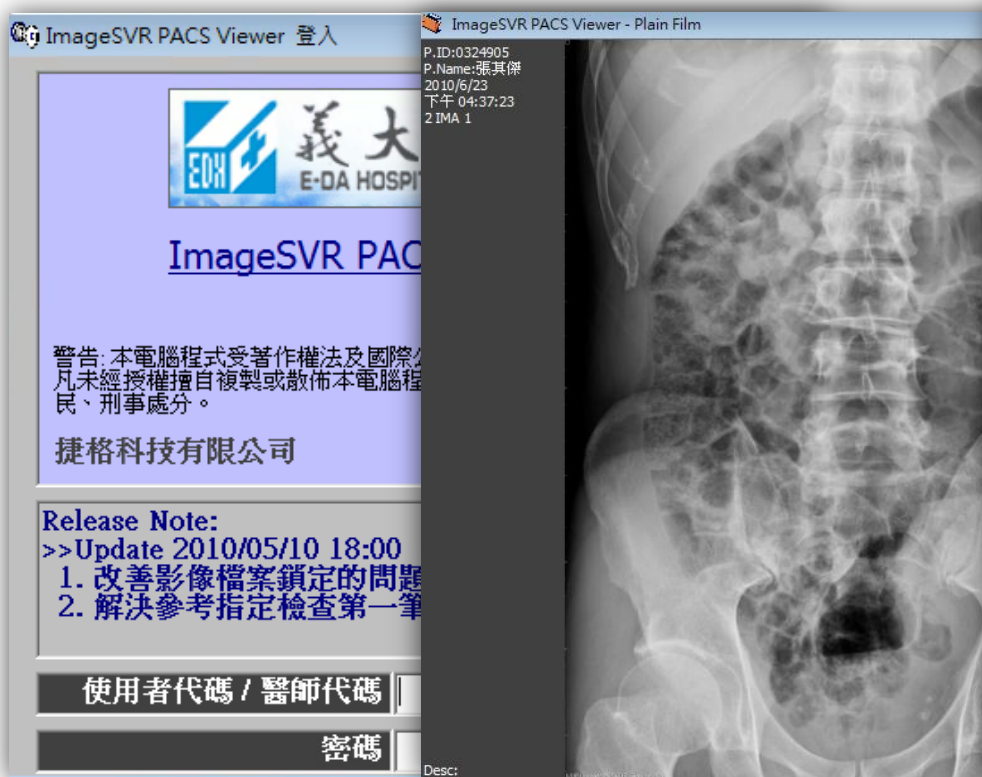 ImageSVR PACS Viewer 登入
義大
E-DA HOSPI
ImageSVR PAC
警告: 本電腦程式受著作權法及國際公
凡未經授權擅自複製或散佈本電腦程
民、刑事處分。
捷格科技有限公司
Release Note:
>>Update 2010/05/10 18:00
1. 改善影像檔案鎖定的問題
2. 解決參考指定檢查第一筆
使用者代碼 / 醫師代碼
密碼
ImageSVR PACS Viewer - Plain Film
P.ID:0324905
P.Name:張其傑
2010/6/23
下午 04:37:23
2 IMA 1
Desc:
EDH